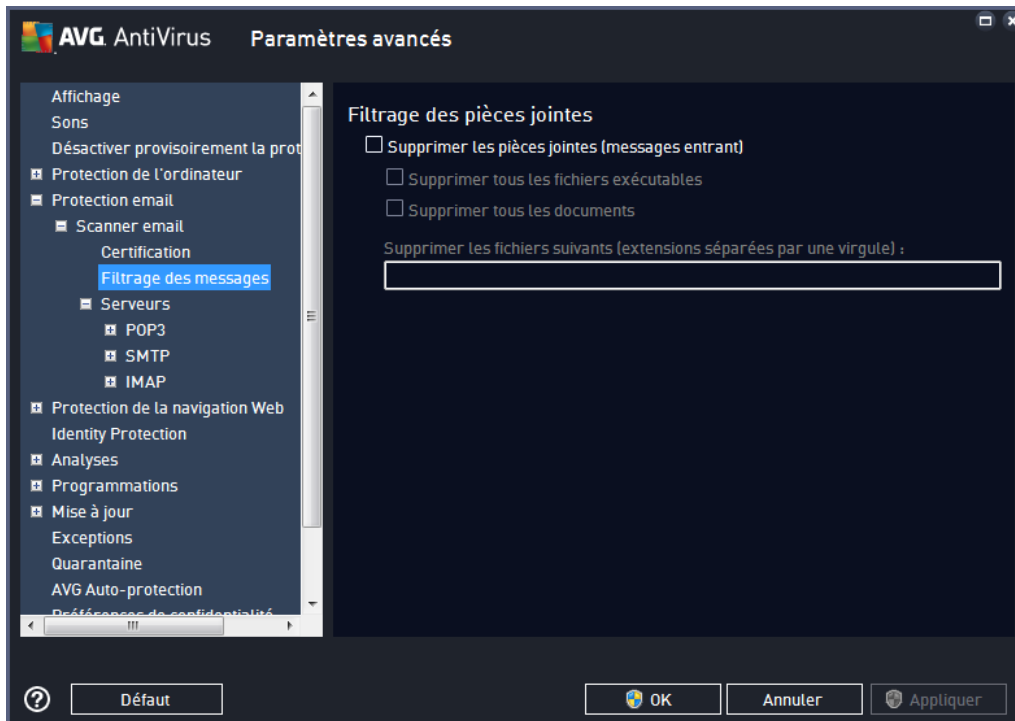 AVG AntiVirus Paramètres avancés
Affichage
Sons
Désactiver provisoirement la prot
Protection de l'ordinateur
Protection email
Scanner email
Certification
Filtrage des messages
Serveurs
POP3
SMTP
IMAP
Protection de la navigation Web
Identity Protection
Analyses
Programmations
Mise à jour
Exceptions
Quarantaine
AVG Auto-protection
Préférences de confidentialité
Filtrage des pièces jointes
Supprimer les pièces jointes (messages entrant)
Supprimer tous les fichiers exécutables
Supprimer tous les documents
Supprimer les fichiers suivants (extensions séparées par une virgule) :
? Défaut OK Annuler Appliquer